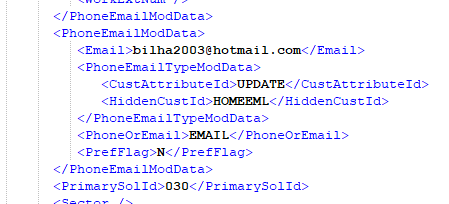 </PhoneEmailModData>
<PhoneEmailModData>
<Email>bilha2003@hotmail.com</Email>
<PhoneEmailTypeModData>
<CustAttributeId>UPDATE</CustAttributeId>
<HiddenCustId>HOMEEML</HiddenCustId>
</PhoneEmailTypeModData>
<PhoneOrEmail>EMAIL</PhoneOrEmail>
<PrefFlag>N</PrefFlag>
</PhoneEmailModData>
<PrimarySolId>030</PrimarySolId>
<Sector />